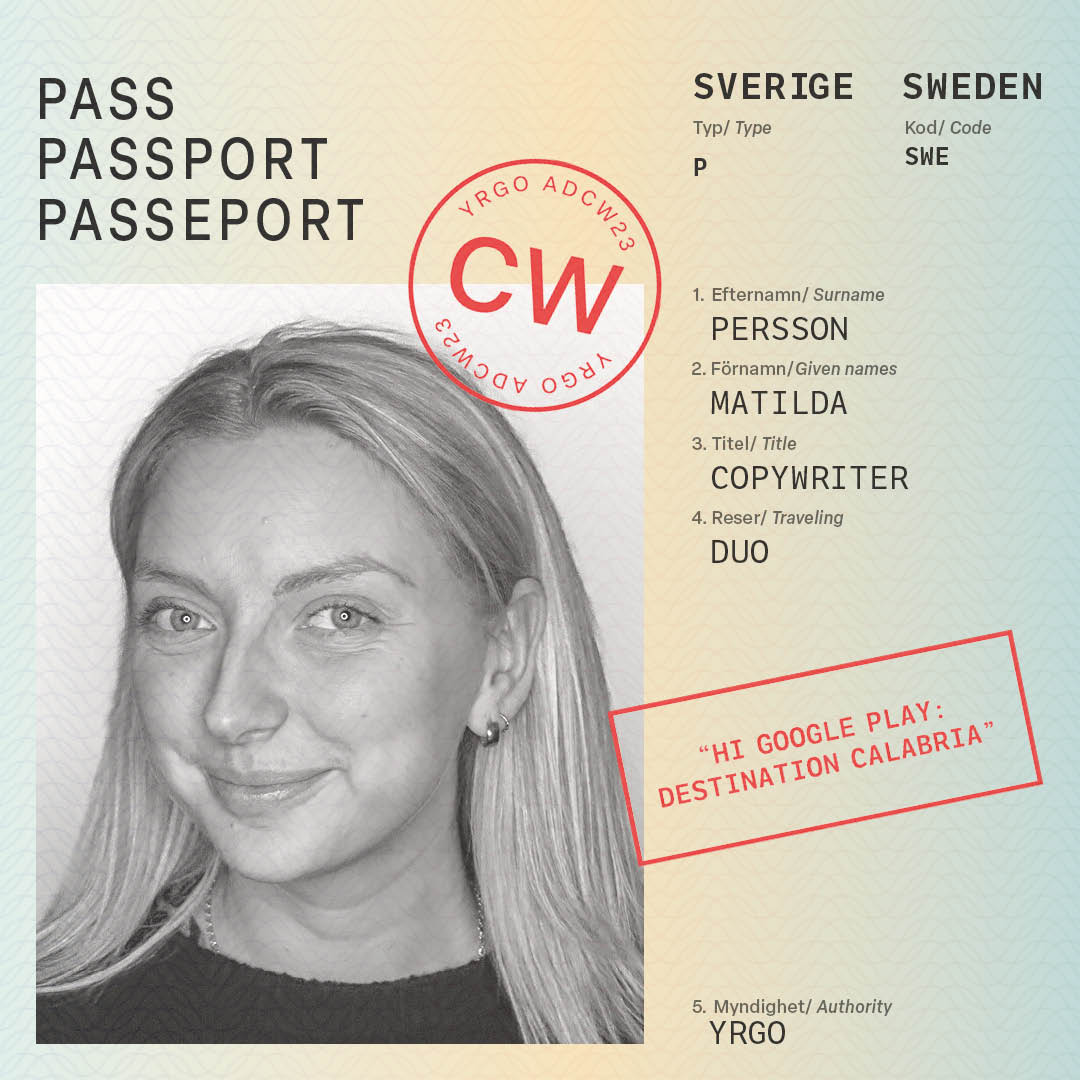 PASS
PASSPORT
PASSEPORT
SVERIGE SWEDEN
Typ/ Type Kod/ Code
P SWE
YRGO ADCW23
CW
YRGO ADCW23
1. Efternamn/ Surname
PERSSON
2. Förnamn/Given names
MATILDA
3. Titel/ Title
COPYWRITER
4. Reser/ Traveling
DUO
“HI GOOGLE PLAY:
DESTINATION CALABRIA”
5. Myndighet/ Authority
YRGO